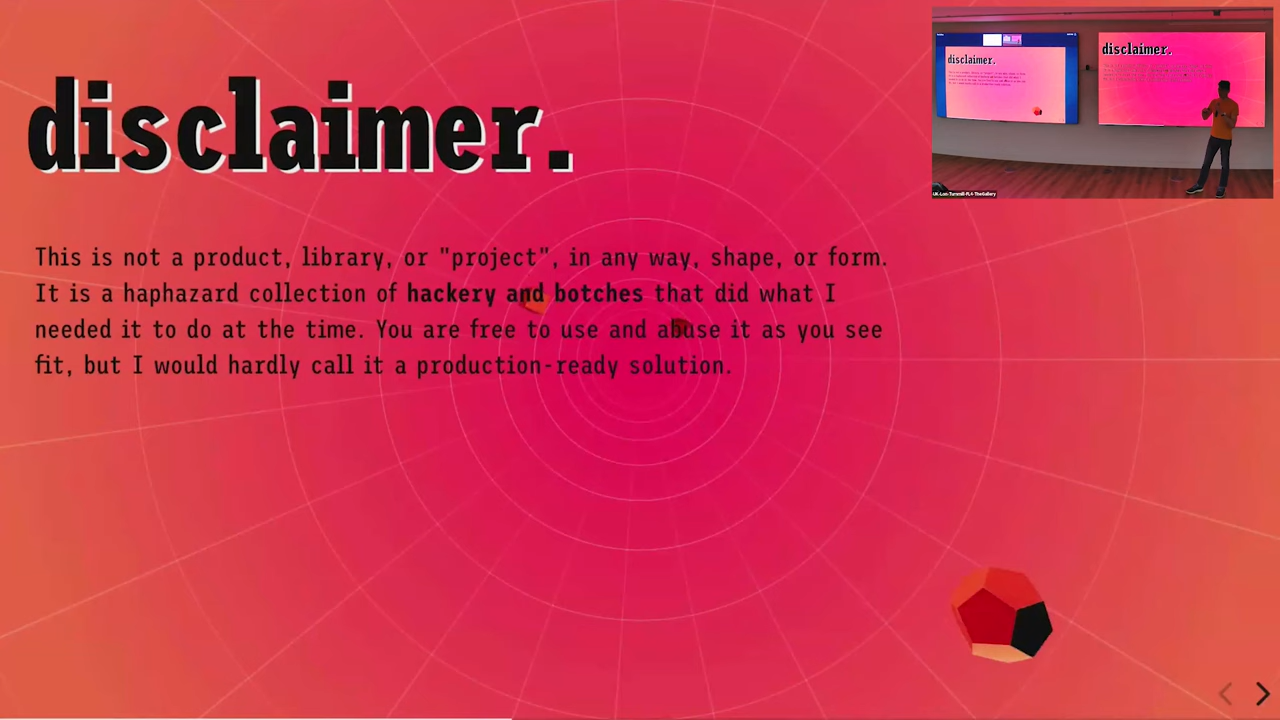 disclaimer.
This is not a product, library, or "project", in any way, shape, or form.
It is a haphazard collection of hackery and botches that did what I
needed it to do at the time. You are free to use and abuse it as you see
fit, but I would hardly call it a production-ready solution.
disclaimer.
disclaimer.